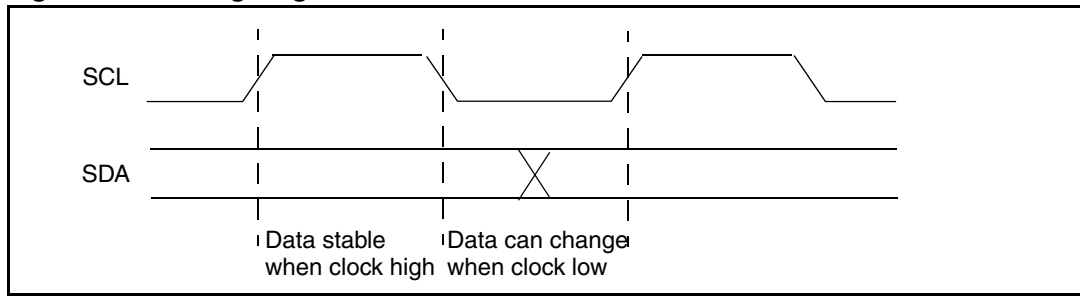 SCL
SDA
Data stable
when clock high
Data can change
when clock low